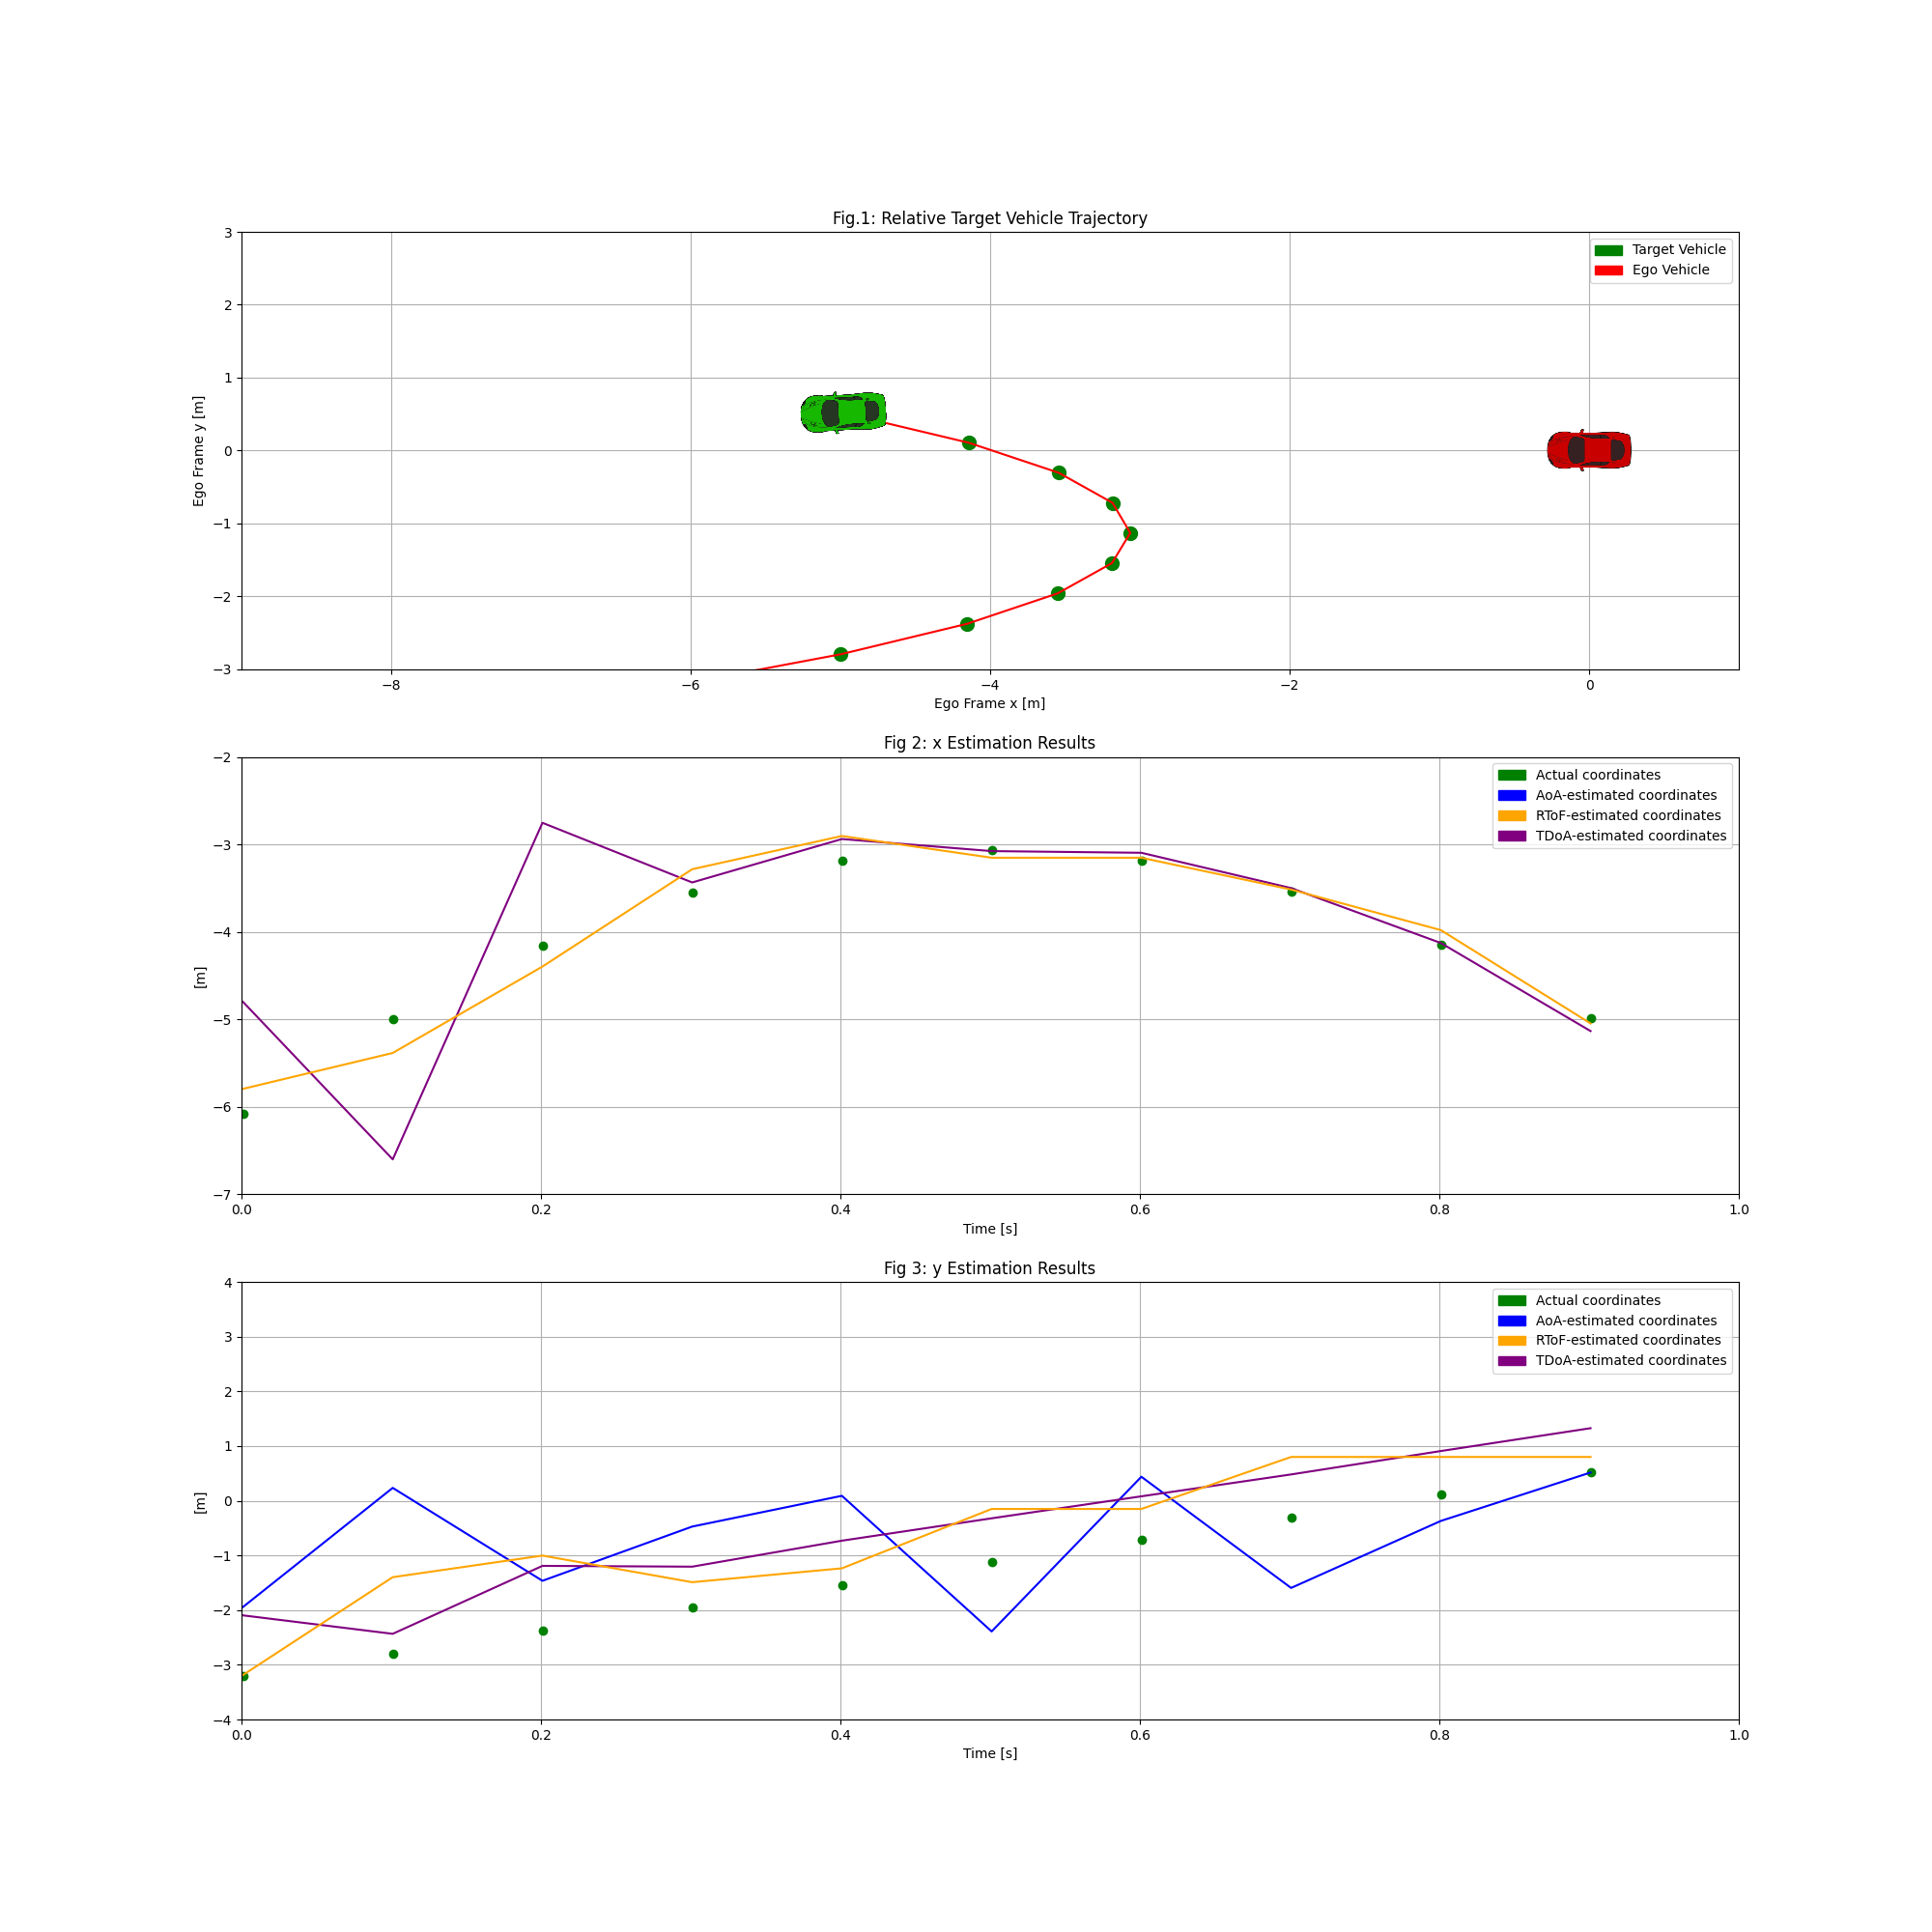 Fig.1: Relative Target Vehicle Trajectory
3
2
1
0
−1
−2
−3
Ego Frame y [m]
Target Vehicle
Ego Vehicle
−8
−6
−4
−2
0
Ego Frame x [m]
Fig 2: x Estimation Results
−2
−3
−4
−5
−6
−7
[m]
Actual coordinates
AoA-estimated coordinates
RToF-estimated coordinates
TDoA-estimated coordinates
0.0
0.2
0.4
0.6
0.8
1.0
Time [s]
Fig 3: y Estimation Results
4
3
2
1
0
−1
−2
−3
−4
[m]
Actual coordinates
AoA-estimated coordinates
RToF-estimated coordinates
TDoA-estimated coordinates
0.0
0.2
0.4
0.6
0.8
1.0
Time [s]